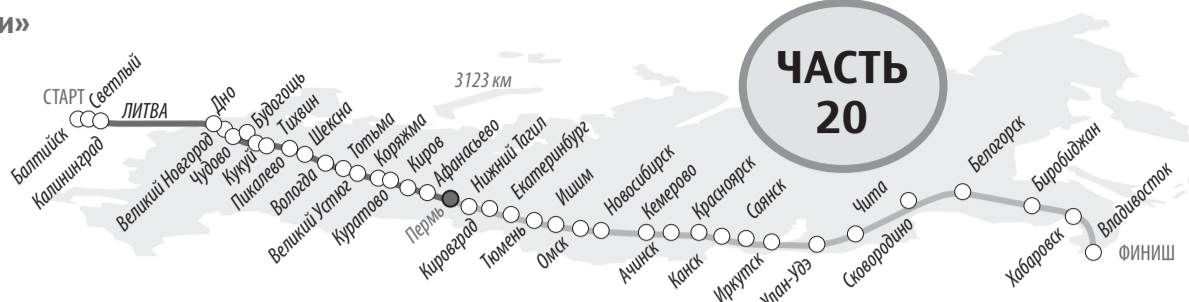 и»
ЧАСТЬ
20
3123 км
СТАРТ
Светлый
ЛИТВА
Дно
Будогощь
Тихвин
Шексна
Тотьма
Коряжма
Киров
Афанасьево
Нижний Тагил
Екатеринбург
Ишим
Новосибирск
Кемерово
Красноярск
Саянск
Чита
Белогорск
Биробиджан
Владивосток
Балтийск
Калининград
Великий Новгород
Чудово
Кукуй
Пикалево
Вологда
Великий Устюг
Куратово
Пермь
Кировград
Тюмень
Омск
Ачинск
Канск
Иркутск
Улан-Удэ
Сковородино
Хабаровск
ФИНИШ